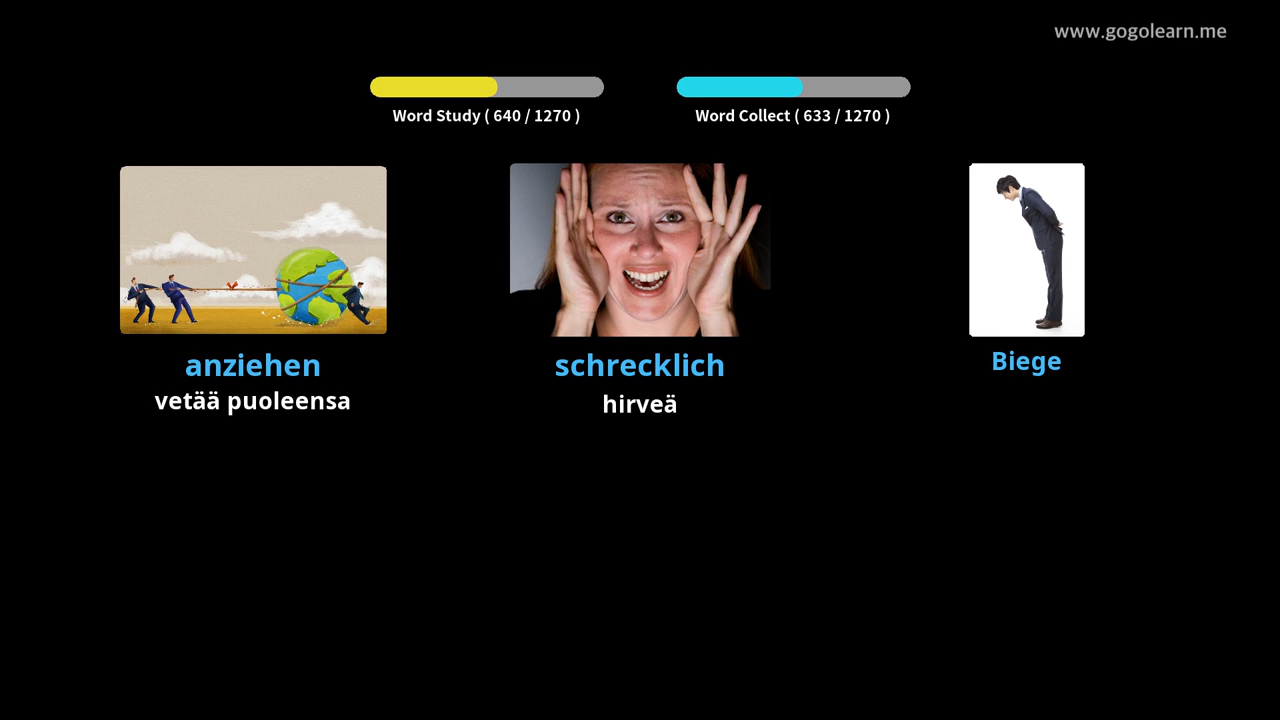 www.gogolearn.me
Word Study ( 640 / 1270 )
Word Collect ( 633 / 1270 )
anziehen
vetää puoleensa
schrecklich
hirveä
Biege